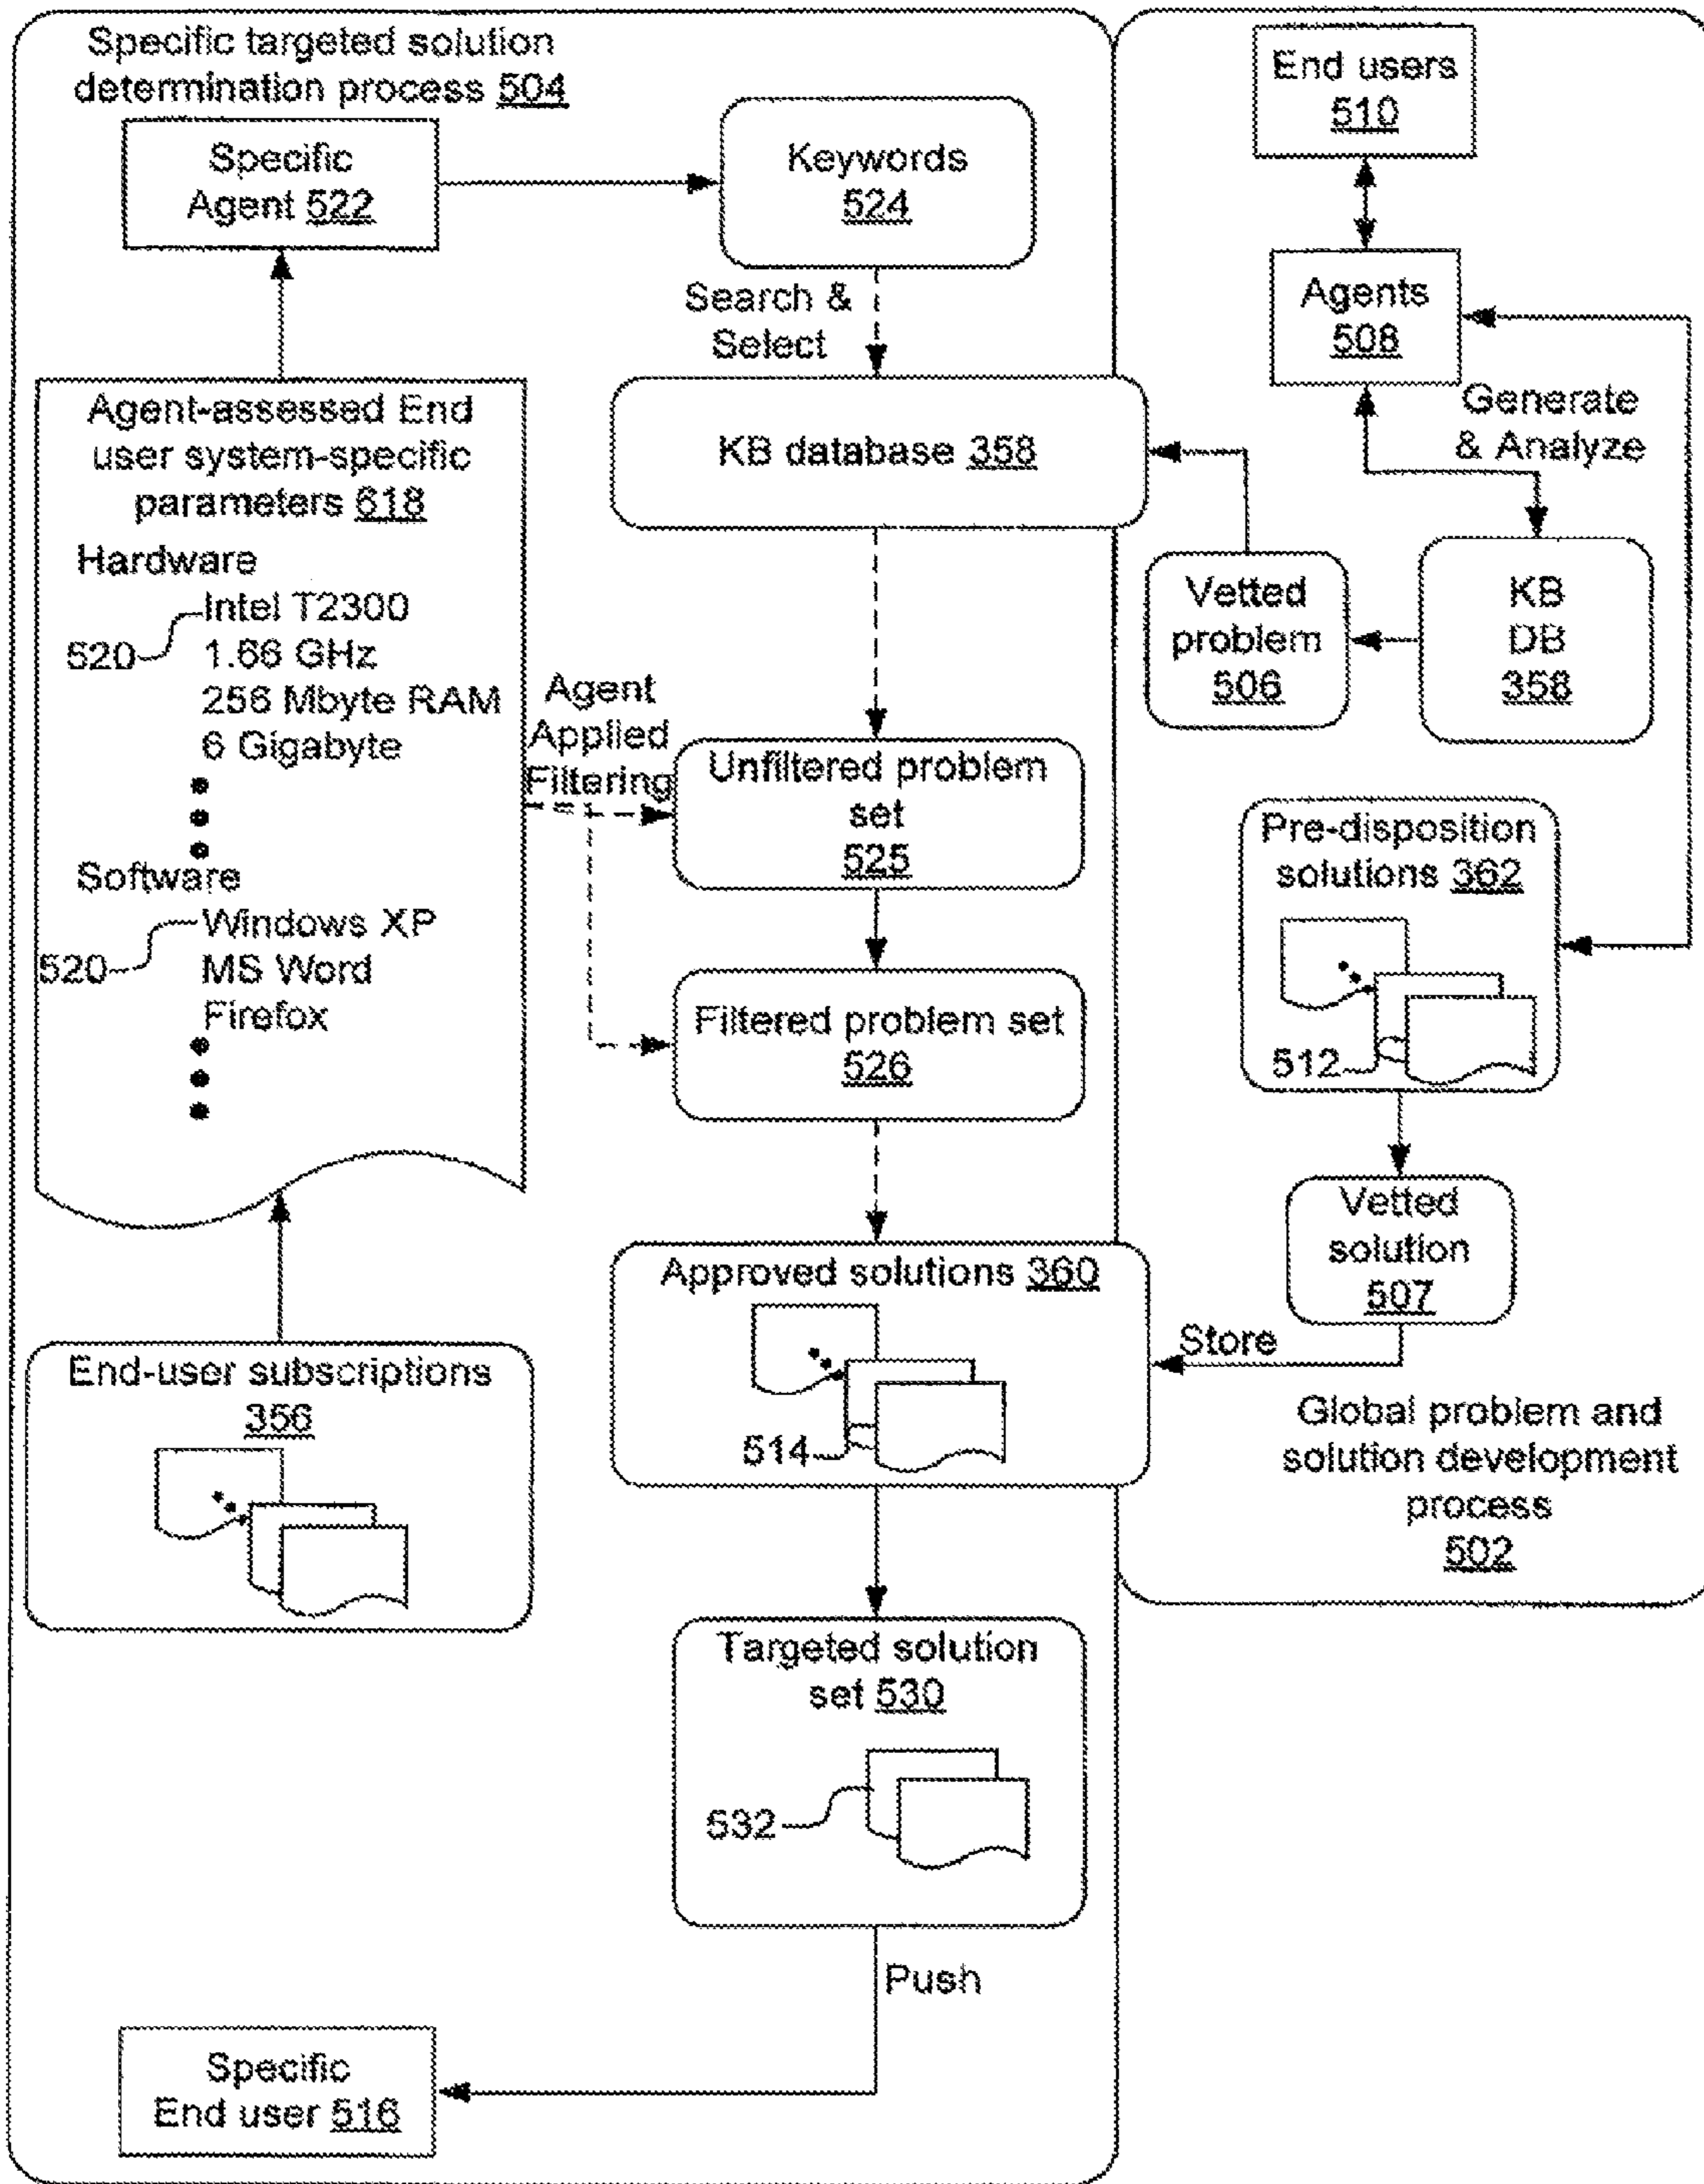 Specific targeted solution
determination process 504
Specific
Agent 522
Keywords
524
Search &
Select
Agent-assessed End
user system-specific
parameters 618
Hardware
Intel T2300
520
1.66 GHz
256 Mbyte RAM
6 Gigabyte
Software
Windows XP
520
MS Word
Firefox
KB database 358
Agent
Applied
Filtering
Unfiltered problem
set
525
Filtered problem set
526
Approved solutions 360
514
End-user subscriptions
356
Targeted solution
set 530
532
Push
Specific
End user 516
End users
510
Agents
508
Generate
& Analyze
Vetted
problem
506
KB
DB
358
Pre-disposition
solutions 362
512
Vetted
solution
507
Store
Global problem and
solution development
process
502